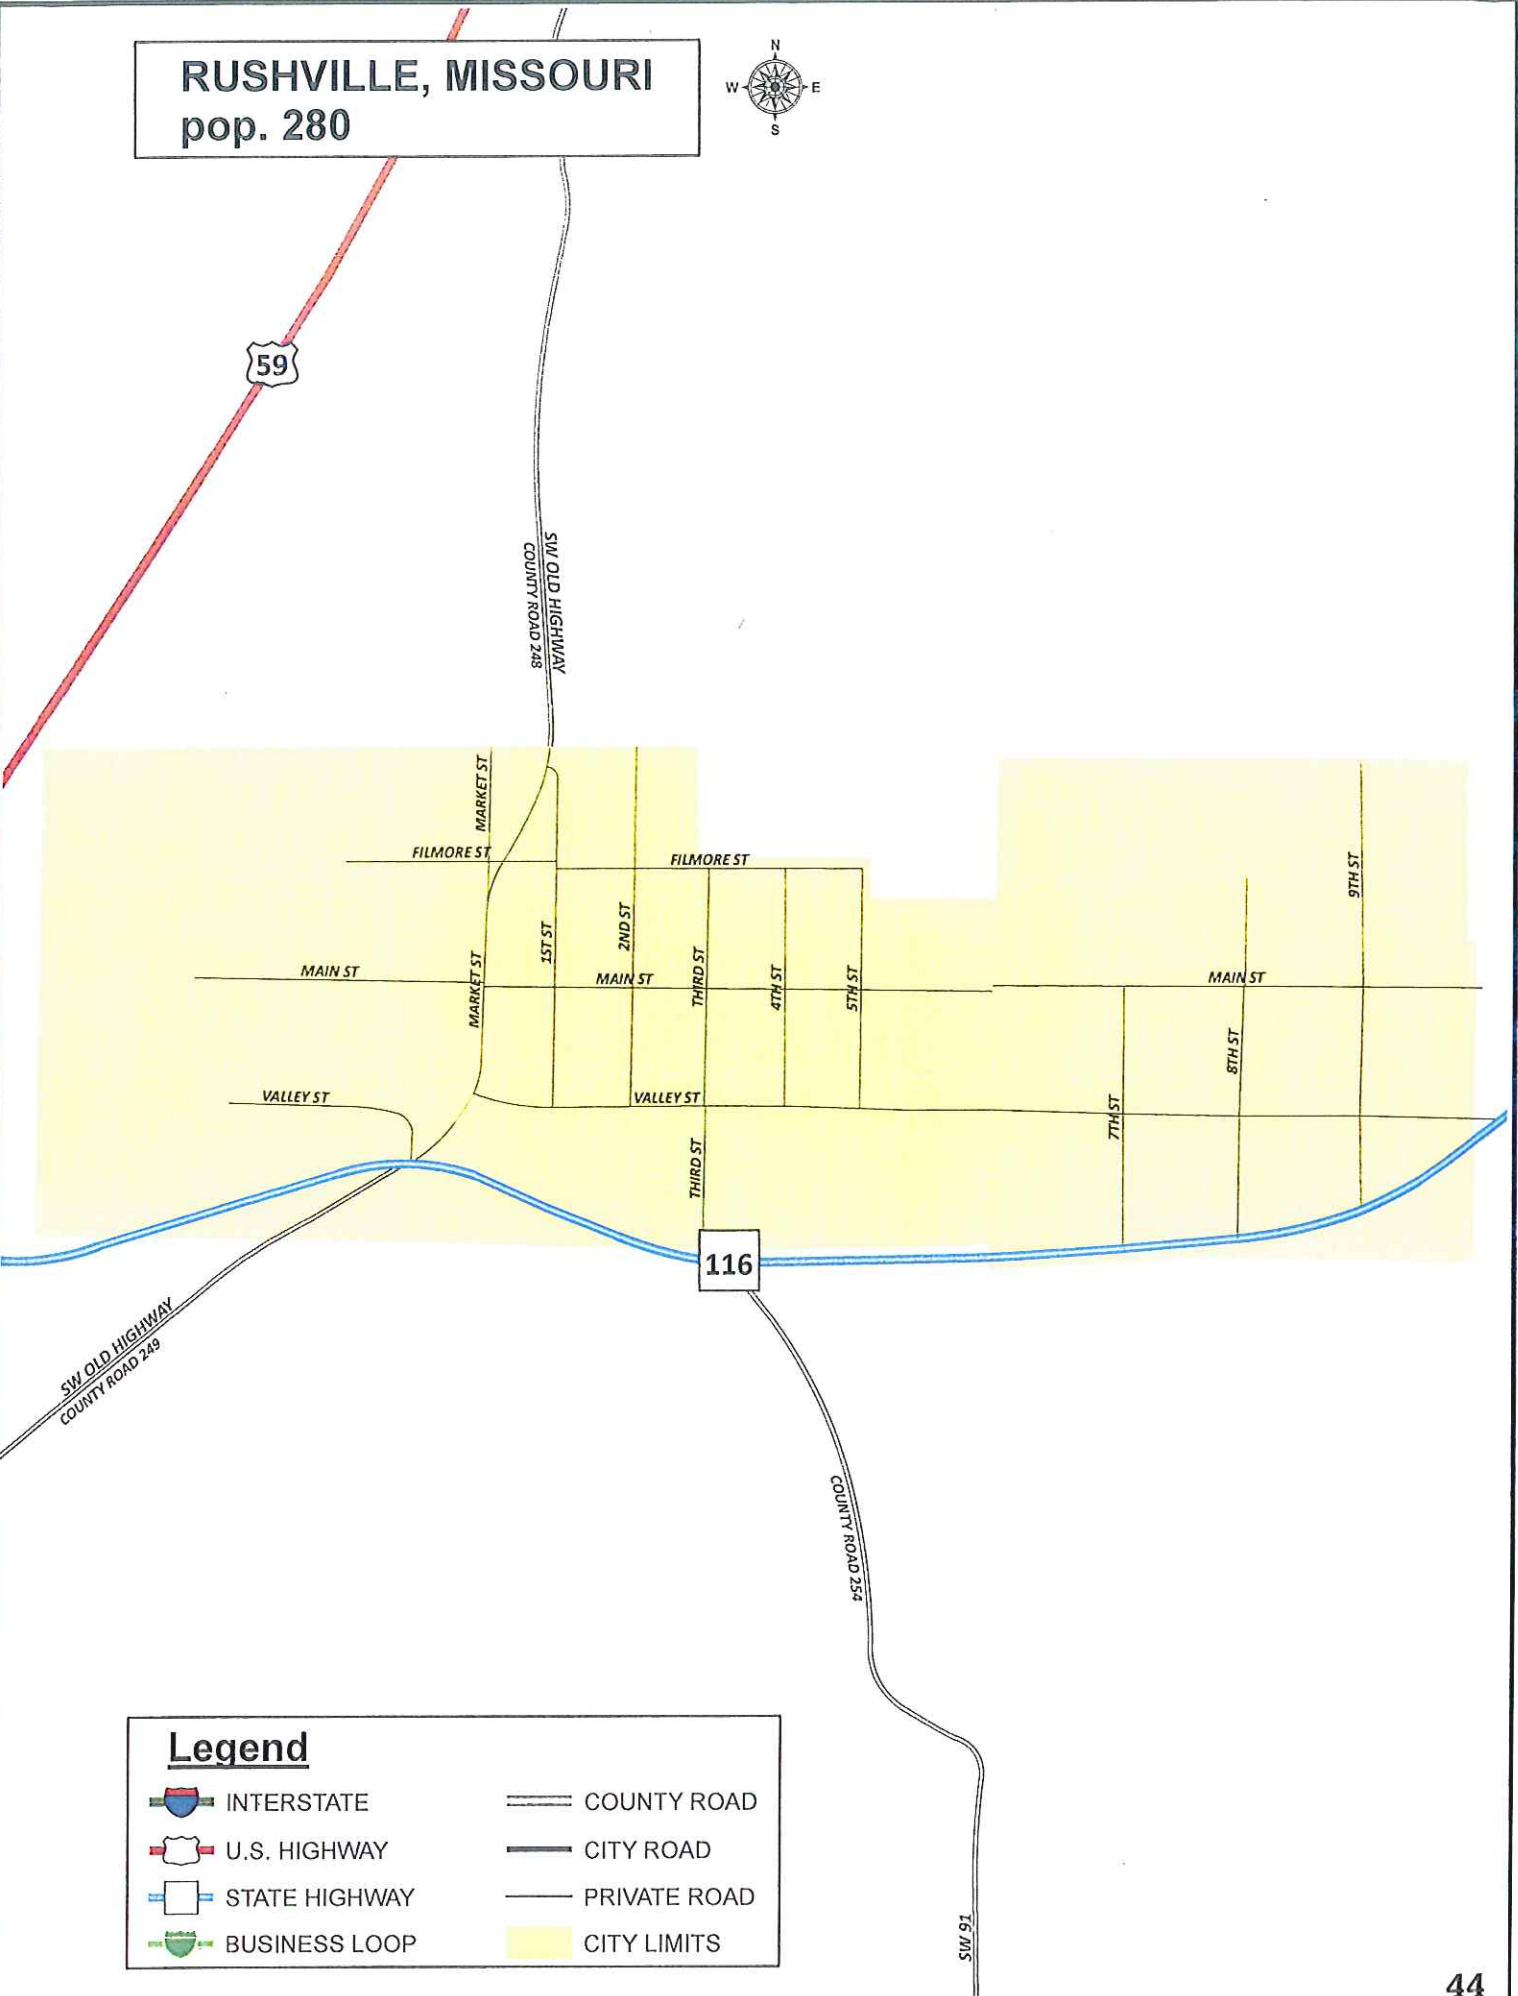 RUSHVILLE, MISSOURI
pop. 280
N
W
E
S
59
SW OLD HIGHWAY
COUNTY ROAD 248
MARKET ST
FILMORE ST
FILMORE ST
9TH ST
2ND ST
1ST ST
MAIN ST
MARKET ST
MAIN ST
THIRD ST
4TH ST
5TH ST
MAIN ST
8TH ST
VALLEY ST
VALLEY ST
7TH ST
THIRD ST
116
SW OLD HIGHWAY
COUNTY ROAD 249
COUNTY ROAD 254
SW 91
Legend
INTERSTATE
U.S. HIGHWAY
STATE HIGHWAY
BUSINESS LOOP
COUNTY ROAD
CITY ROAD
PRIVATE ROAD
CITY LIMITS
44